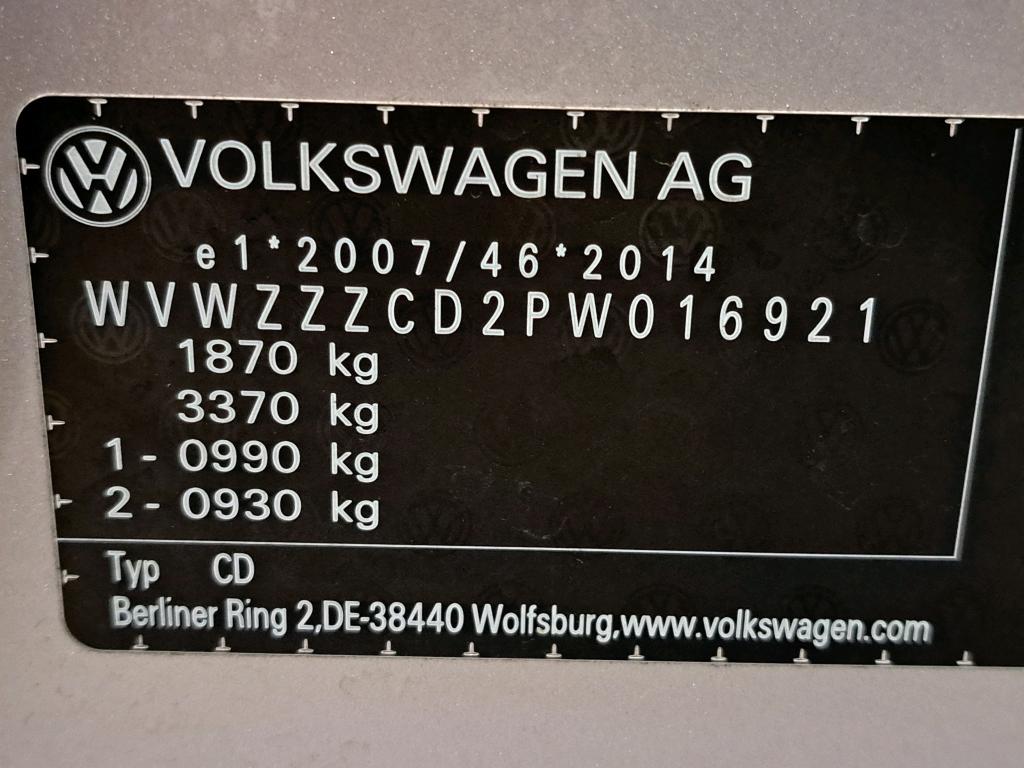 VOLKSWAGEN AG
e1*2007/46*2014
WVWZZZCD2PW016921
1870 kg
3370 kg
1- 0990 kg
2- 0930 kg
Typ CD
Berliner Ring 2,DE-38440 Wolfsburg,www.volkswagen.com